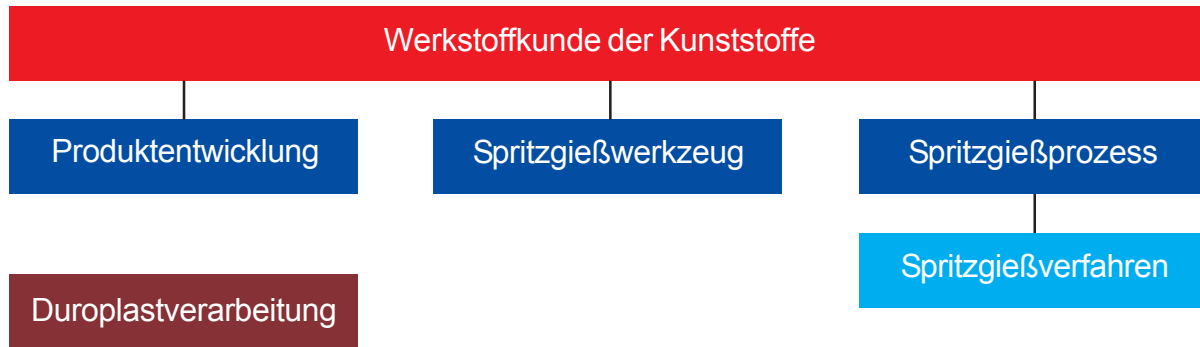 Werkstoffkunde der Kunststoffe
Produktentwicklung
Spritzgießwerkzeug
Spritzgießprozess
Spritzgießverfahren
Duroplastverarbeitung